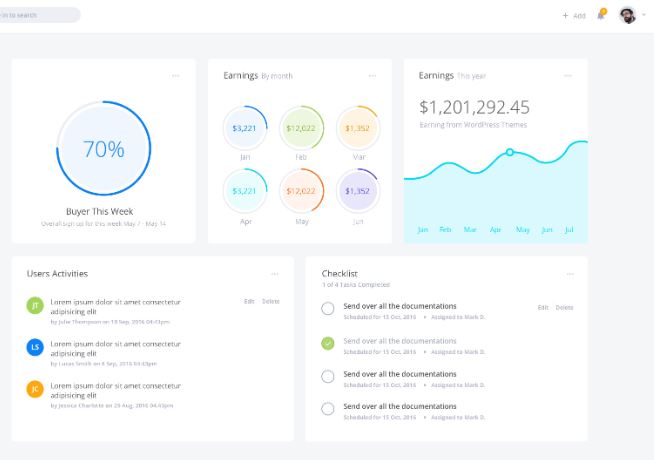 in to search
+ Add
70%
Buyer This Week
Overall sign up for this week May 7 - May 14
Earnings By month
$3,221
$12,022
$1,352
Jan
Feb
Mar
$3,221
$12,022
$1,352
Apr
May
Jun
Earnings This year
$1,201,292.45
Earning from WordPress Themes
Jan Feb Mar Apr May Jun Jul
Users Activities
JT
Lorem ipsum dolor sit amet consectetur
adipisicing elit
Edit Delete
by Julie Thompson on 18 Sep, 2016 04:43pm
LS
Lorem ipsum dolor sit amet consectetur
adipisicing elit
by Lucas Smith on 8 Sep, 2016 04:43pm
JC
Lorem ipsum dolor sit amet consectetur
adipisicing elit
by Jessica Charlotte on 29 Aug, 2016 04:43pm
Checklist
1 of 4 Tasks Completed
Send over all the documentations
Edit Delete
Scheduled for 15 Oct, 2016 • Assigned to Mark D.
Send over all the documentations
Scheduled for 15 Oct, 2016 • Assigned to Mark D.
Send over all the documentations
Scheduled for 15 Oct, 2016 • Assigned to Mark D.
Send over all the documentations
Scheduled for 15 Oct, 2016 • Assigned to Mark D.